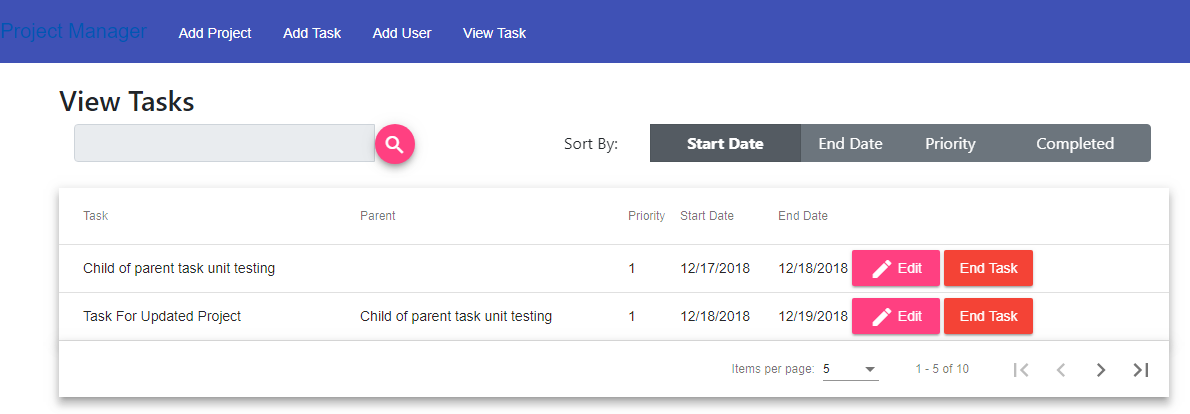 Project Manager Add Project Add Task Add User View Task
View Tasks
Sort By: Start Date End Date Priority Completed
Task Parent Priority Start Date End Date
Child of parent task unit testing 1 12/17/2018 12/18/2018 Edit End Task
Task For Updated Project Child of parent task unit testing 1 12/18/2018 12/19/2018 Edit End Task
Items per page: 5 1 - 5 of 10